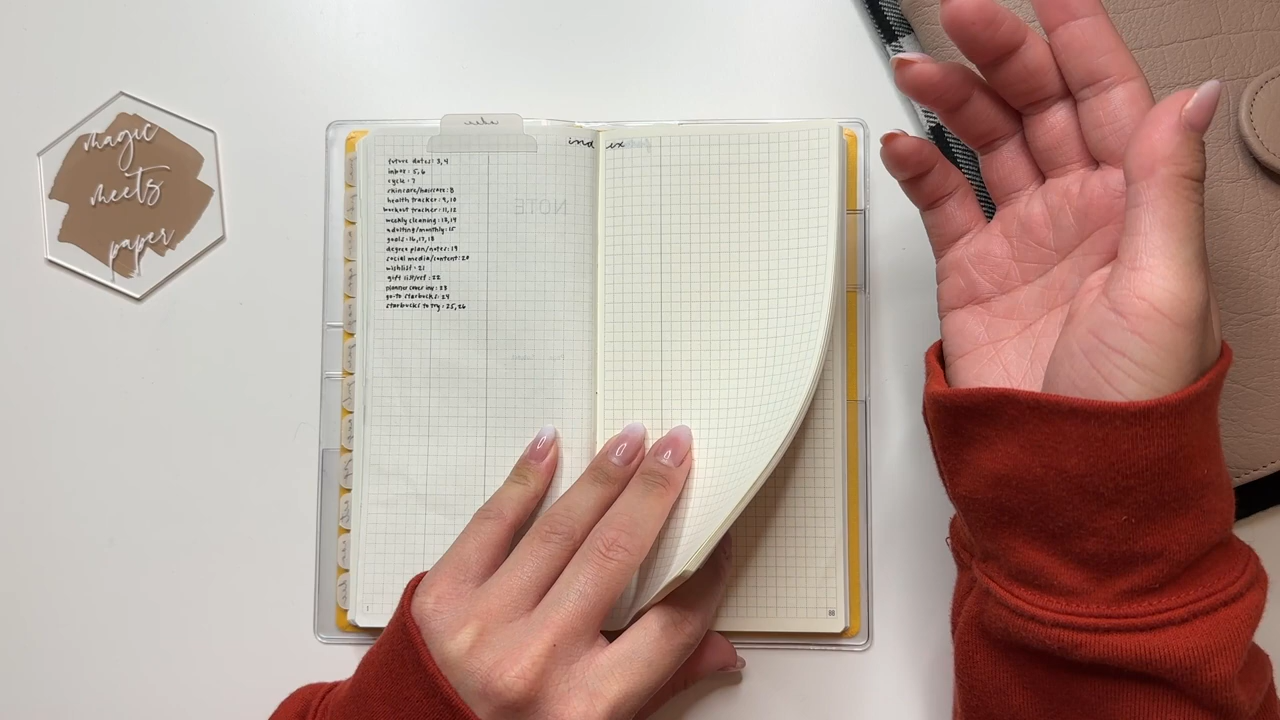 magic
meets
paper
index
future dates: 3,4
inbox: 5,6
cycle: 7
skincare/haircare: 8
health tracker: 9,10
workout tracker: 11,12
weekly cleaning: 13,14
adulting/monthly: 15
goals: 16,17,18
degree plan/notes: 19
social media/content: 20
wishlist: 21
gift list/ref: 22
planner cover inv: 23
go-to starbucks: 24
starbucks to try: 25,26
NOTE
1